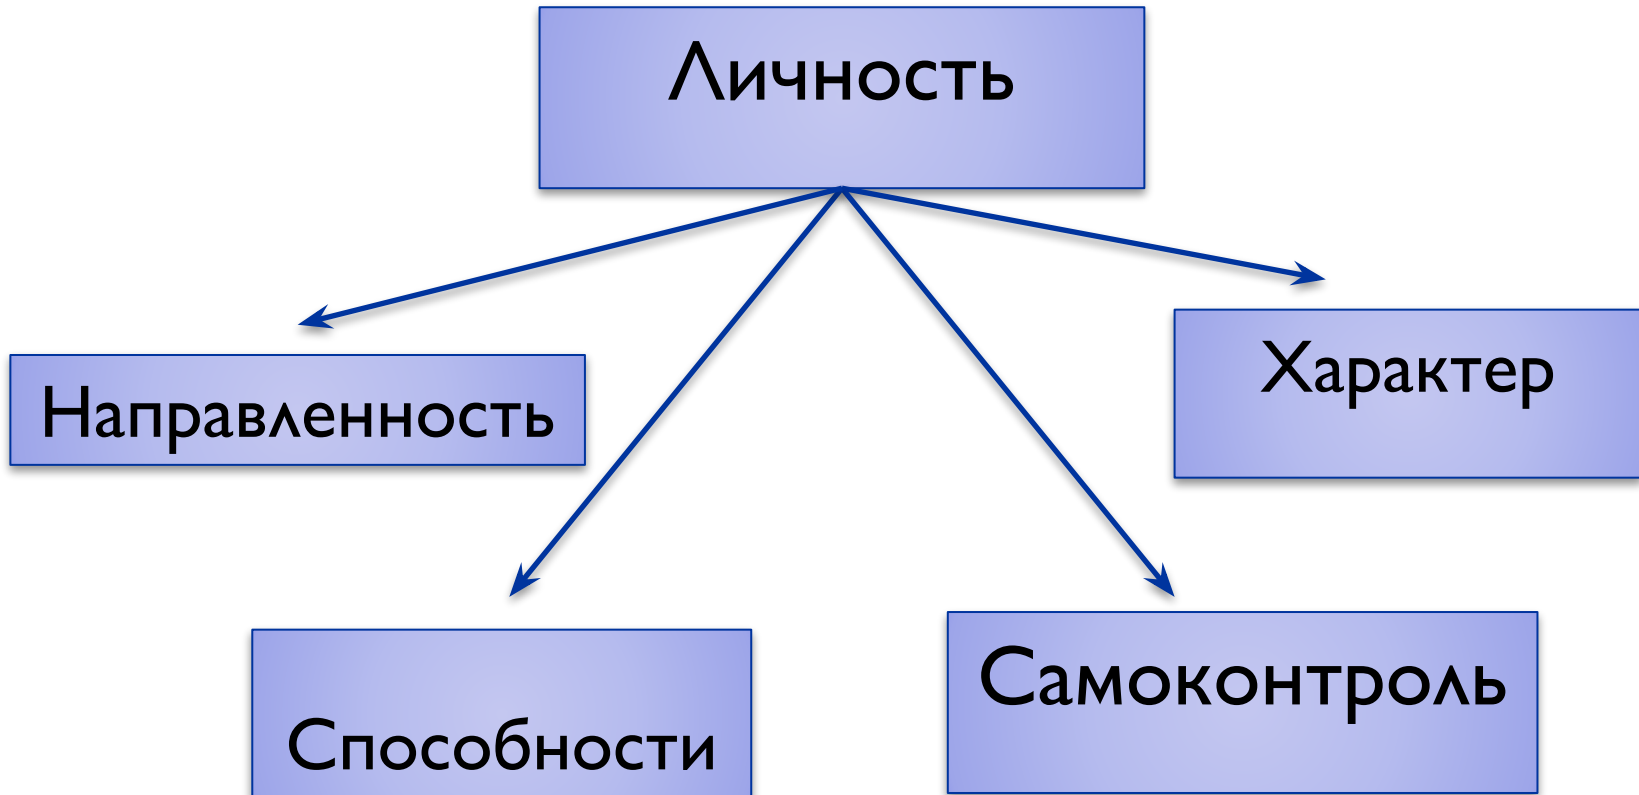 Личность
Направленность
Характер
Способности
Самоконтроль